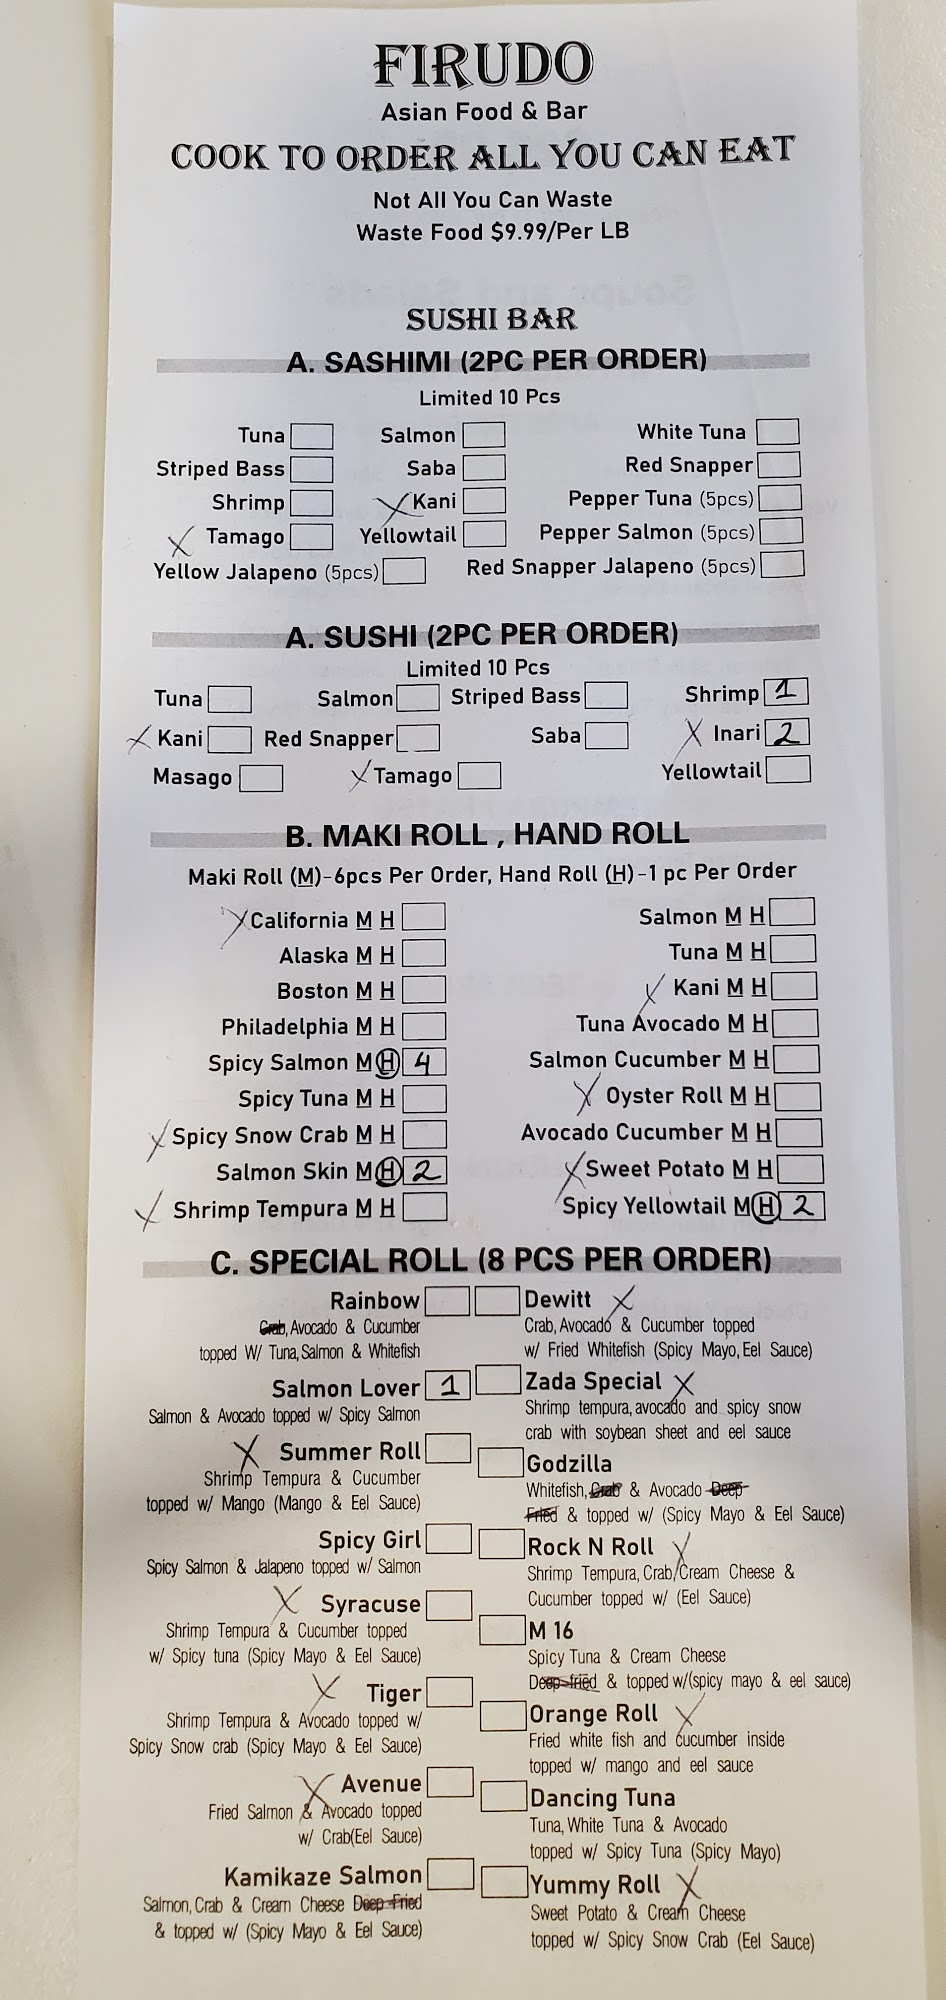 FIRUDO
Asian Food & Bar
COOK TO ORDER ALL YOU CAN EAT
Not All You Can Waste
Waste Food $9.99/Per LB
SUSHI BAR
A. SASHIMI (2PC PER ORDER)
Limited 10 Pcs
Tuna Salmon White Tuna
Striped Bass Saba Red Snapper
Shrimp X Kani Pepper Tuna (5pcs)
X Tamago Yellowtail Pepper Salmon (5pcs)
Yellow Jalapeno (5pcs) Red Snapper Jalapeno (5pcs)
A. SUSHI (2PC PER ORDER)
Limited 10 Pcs
Tuna Salmon Striped Bass Shrimp 1
X Kani Red Snapper Saba X Inari 2
Masago X Tamago Yellowtail
B. MAKI ROLL , HAND ROLL
Maki Roll (M)-6pcs Per Order, Hand Roll (H)-1 pc Per Order
X California M H Salmon M H
Alaska M H Tuna M H
Boston M H X Kani M H
Philadelphia M H Tuna Avocado M H
Spicy Salmon M H 4 Salmon Cucumber M H
Spicy Tuna M H X Oyster Roll M H
X Spicy Snow Crab M H Avocado Cucumber M H
Salmon Skin M H 2 X Sweet Potato M H
X Shrimp Tempura M H Spicy Yellowtail M H 2
C. SPECIAL ROLL (8 PCS PER ORDER)
Rainbow
Crab, Avocado & Cucumber
topped W/ Tuna, Salmon & Whitefish
Salmon Lover 1
Salmon & Avocado topped w/ Spicy Salmon
X Summer Roll
Shrimp Tempura & Cucumber
topped w/ Mango (Mango & Eel Sauce)
Spicy Girl
Spicy Salmon & Jalapeno topped w/ Salmon
X Syracuse
Shrimp Tempura & Cucumber topped
w/ Spicy tuna (Spicy Mayo & Eel Sauce)
X Tiger
Shrimp Tempura & Avocado topped w/
Spicy Snow crab (Spicy Mayo & Eel Sauce)
X Avenue
Fried Salmon & Avocado topped
w/ Crab(Eel Sauce)
Kamikaze Salmon
Salmon, Crab & Cream Cheese Deep Fried
& topped w/ (Spicy Mayo & Eel Sauce)
Dewitt X
Crab, Avocado & Cucumber topped
w/ Fried Whitefish (Spicy Mayo, Eel Sauce)
Zada Special X
Shrimp tempura, avocado and spicy snow
crab with soybean sheet and eel sauce
Godzilla
Whitefish, Crab & Avocado Deep
Fried & topped w/ (Spicy Mayo & Eel Sauce)
Rock N Roll X
Shrimp Tempura, Crab, Cream Cheese &
Cucumber topped w/ (Eel Sauce)
M 16
Spicy Tuna & Cream Cheese
Deep-fried & topped w/(spicy mayo & eel sauce)
Orange Roll X
Fried white fish and cucumber inside
topped w/ mango and eel sauce
Dancing Tuna
Tuna, White Tuna & Avocado
topped w/ Spicy Tuna (Spicy Mayo)
Yummy Roll X
Sweet Potato & Cream Cheese
topped w/ Spicy Snow Crab (Eel Sauce)